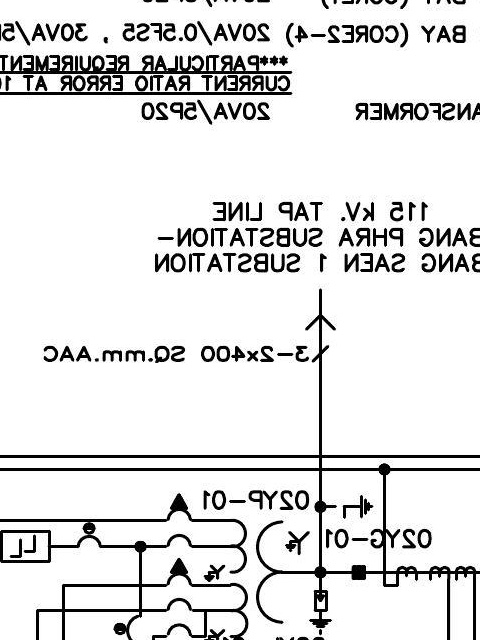 BAY (CORE2-4) 20VA/0.5FS5 , 30VA/5
***PARTICULAR REQUIREMENT
CURRENT RATIO ERROR AT 10
ANSFORMER 20VA/5P20
115 kV. TAP LINE
BANG PHRA SUBSTATION-
BANG SAEN 1 SUBSTATION
3-2x400 SQ.mm.AAC
02YP-01
02YG-01
LL